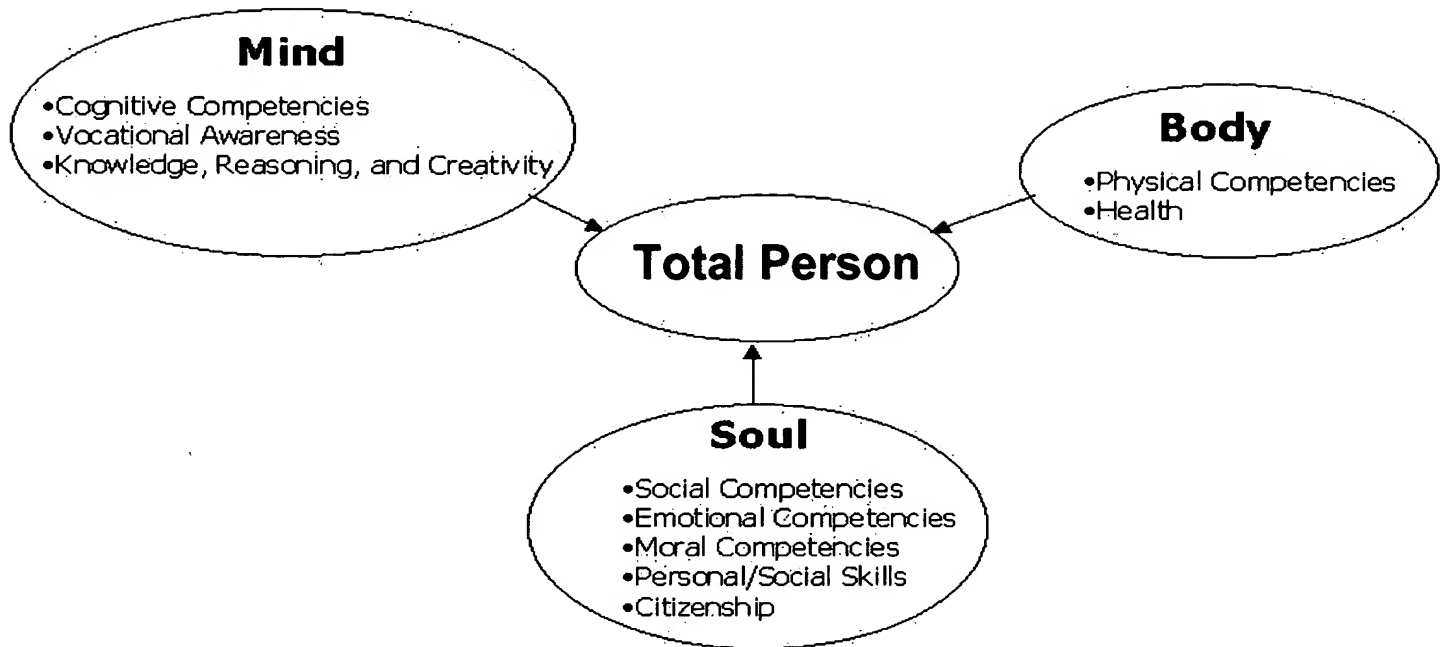 Mind
•Cognitive Competencies
•Vocational Awareness
•Knowledge, Reasoning, and Creativity
Body
•Physical Competencies
•Health
Total Person
Soul
•Social Competencies
•Emotional Competencies
•Moral Competencies
•Personal/Social Skills
•Citizenship